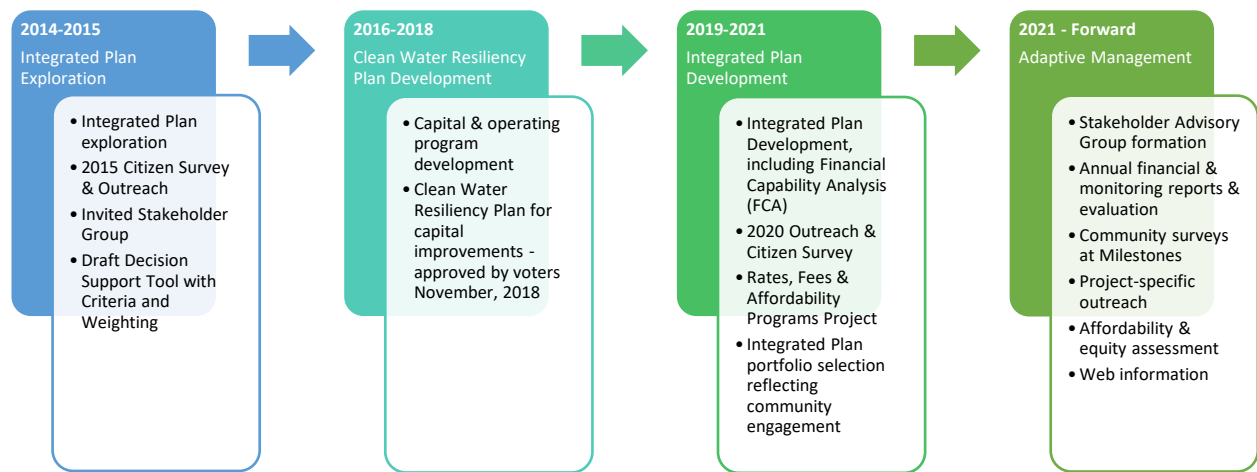 2014-2015
Integrated Plan
Exploration
• Integrated Plan
exploration
• 2015 Citizen Survey
& Outreach
• Invited Stakeholder
Group
• Draft Decision
Support Tool with
Criteria and
Weighting
2016-2018
Clean Water Resiliency
Plan Development
• Capital & operating
program
development
• Clean Water
Resiliency Plan for
capital
improvements -
approved by voters
November, 2018
2019-2021
Integrated Plan
Development
• Integrated Plan
Development,
including Financial
Capability Analysis
(FCA)
• 2020 Outreach &
Citizen Survey
• Rates, Fees &
Affordability
Programs Project
• Integrated Plan
portfolio selection
reflecting
community
engagement
2021 - Forward
Adaptive Management
• Stakeholder Advisory
Group formation
• Annual financial &
monitoring reports &
evaluation
• Community surveys
at Milestones
• Project-specific
outreach
• Affordability &
equity assessment
• Web information